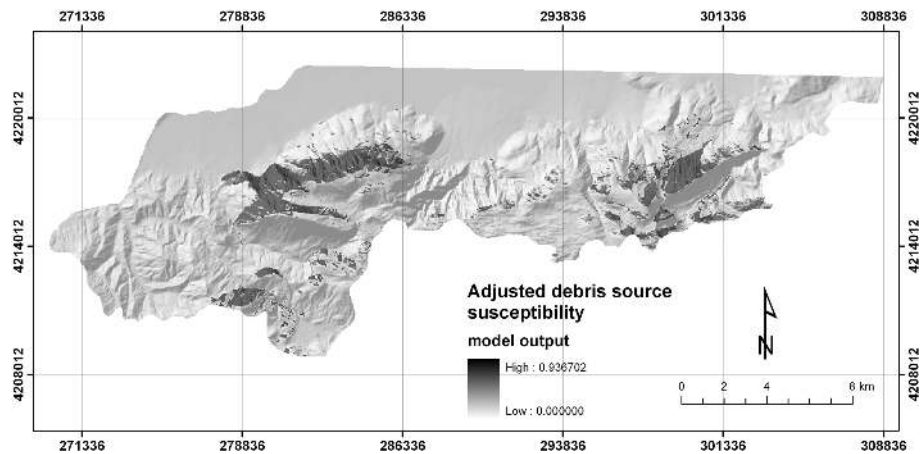 271336 278836 286336 293836 301336 308836
4220012 4220012
4214012 4214012
Adjusted debris source
susceptibility
model output
High : 0.936702
Low : 0.000000
N
4208012 4208012
0 2 4 8 km
271336 278836 286336 293836 301336 308836